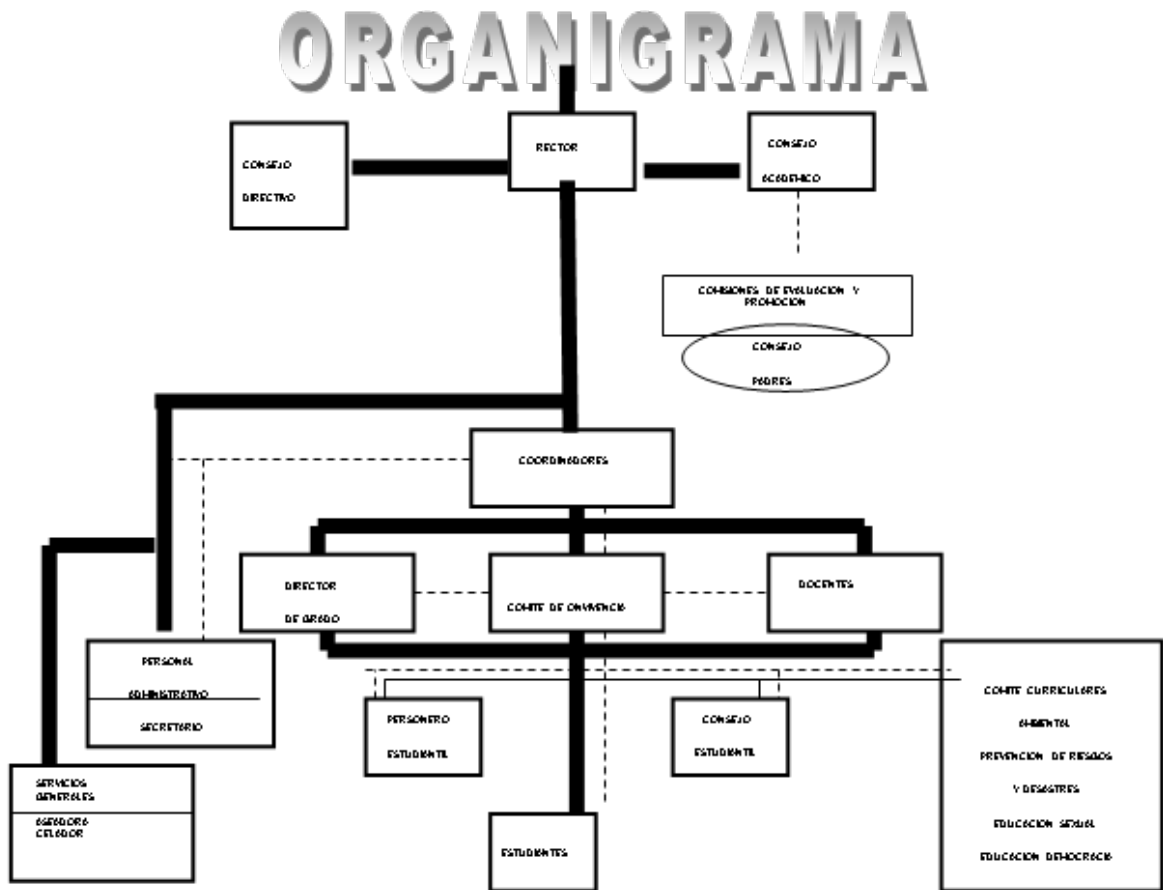 ORGANIGRAMA
RECTOR
CONSEJO
DIRECTIVO
CONSEJO
ACADEMICO
COMISIONES DE EVALUACION Y
PROMOCION
CONSEJO
PADRES
COORDINADORES
DIRECTOR
DE GRADO
COMITE DE ONVIVENCIA
DOCENTES
PERSONAL
ADMINISTRATIVO
SECRETARIO
PERSONERO
ESTUDIANTIL
CONSEJO
ESTUDIANTIL
COMITE CURRICULARES
AMBIENTAL
PREVENCION DE RIESGOS
Y DESASTRES
EDUCACION SEXUAL
EDUCACION DEMOCRACIA
SERVICIOS
GENERALES
ASEADORA
CELADOR
ESTUDIANTES